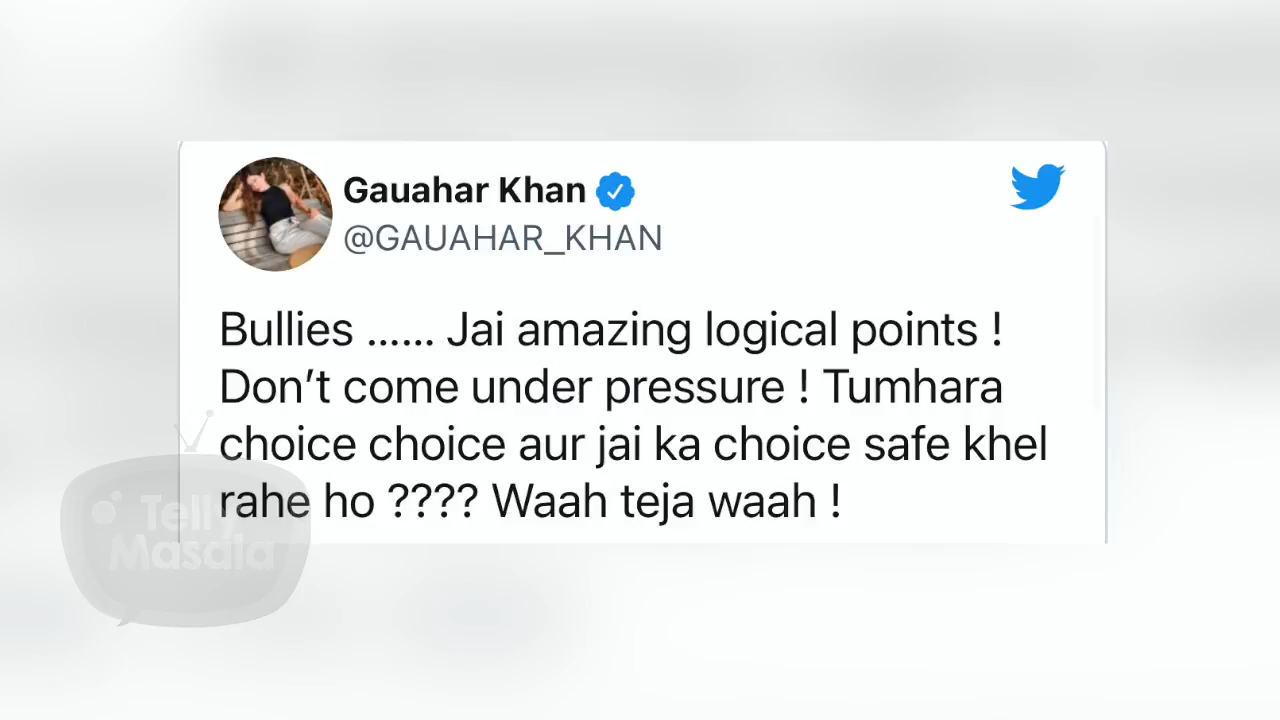 Gauahar Khan
@GAUAHAR_KHAN
Bullies ...... Jai amazing logical points !
Don’t come under pressure ! Tumhara
choice choice aur jai ka choice safe khel
rahe ho ???? Waah teja waah !
Telly
Masala